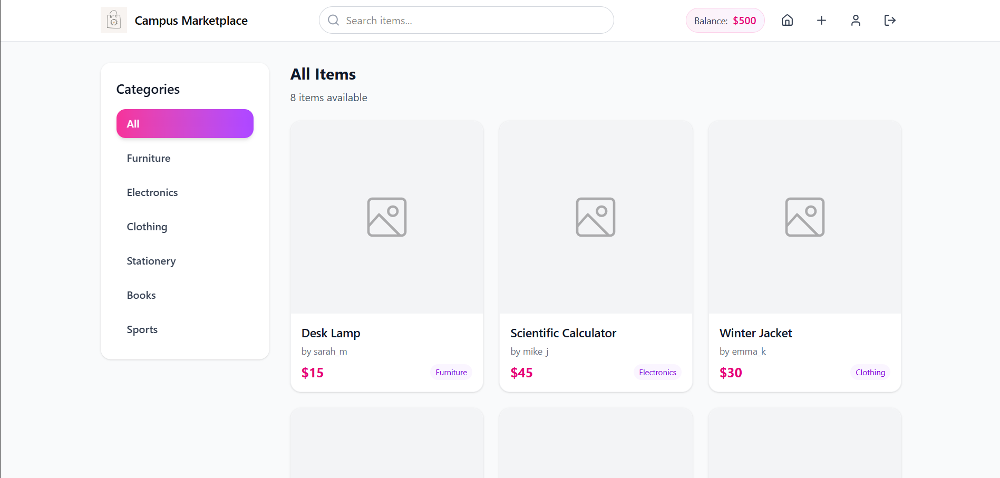 Campus Marketplace
Search items...
Balance: $500
Categories
All
Furniture
Electronics
Clothing
Stationery
Books
Sports
All Items
8 items available
Desk Lamp
by sarah_m
$15
Furniture
Scientific Calculator
by mike_j
$45
Electronics
Winter Jacket
by emma_k
$30
Clothing